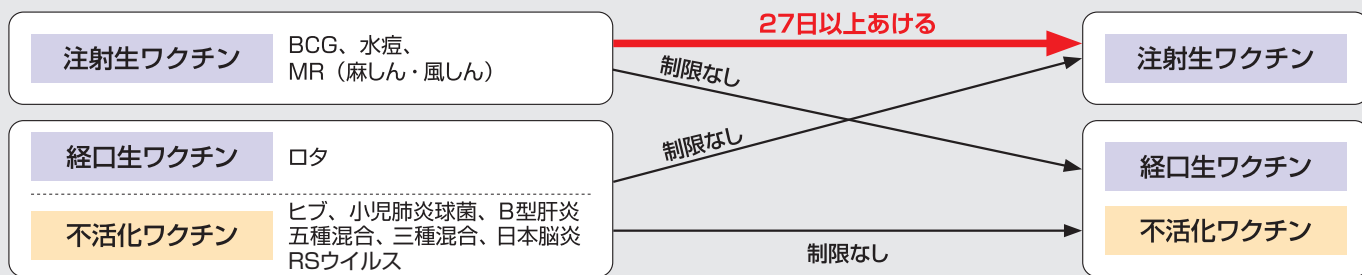 注射生ワクチン
BCG、水痘、
MR（麻しん・風しん）
27日以上あける
制限なし
注射生ワクチン
経口生ワクチン
ロタ
制限なし
経口生ワクチン
不活化ワクチン
ヒブ、小児肺炎球菌、B型肝炎
五種混合、三種混合、日本脳炎
RSウイルス
制限なし
不活化ワクチン